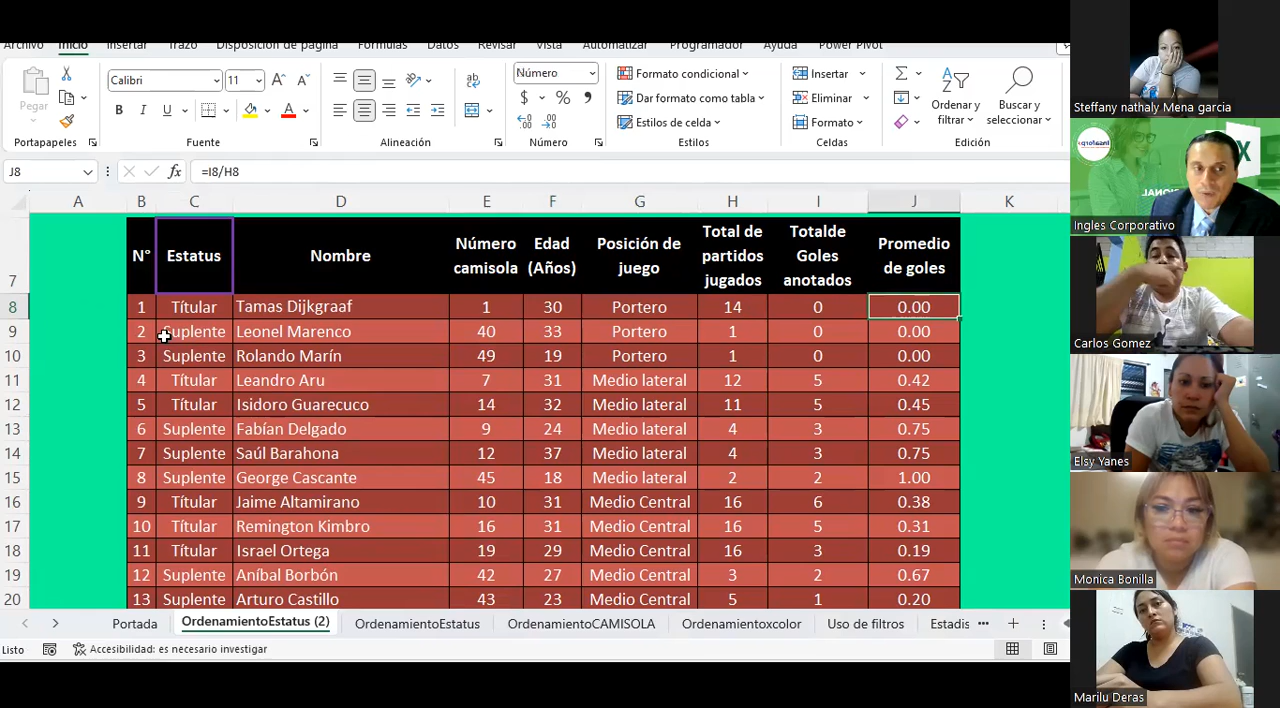 Archivo Inicio Insertar Trazo Disposición de página Fórmulas Datos Revisar Vista Automatizar Programador Ayuda Power Pivot
Pegar
Calibri 11
N K S
ab
Número
$ % 
Formato condicional
Dar formato como tabla
Estilos de celda
Insertar
Eliminar
Formato
Ordenar y filtrar
Buscar y seleccionar
Portapapeles Fuente Alineación Número Estilos Celdas Edición
J8 fx =I8/H8
A B C D E F G H I J K
7 N° Estatus Nombre Número camisola Edad (Años) Posición de juego Total de partidos jugados Totalde Goles anotados Promedio de goles
8 1 Títular Tamas Dijkgraaf 1 30 Portero 14 0 0.00
9 2 Suplente Leonel Marenco 40 33 Portero 1 0 0.00
10 3 Suplente Rolando Marín 49 19 Portero 1 0 0.00
11 4 Títular Leandro Aru 7 31 Medio lateral 12 5 0.42
12 5 Títular Isidoro Guarecuco 14 32 Medio lateral 11 5 0.45
13 6 Suplente Fabían Delgado 9 24 Medio lateral 4 3 0.75
14 7 Suplente Saúl Barahona 12 37 Medio lateral 4 3 0.75
15 8 Suplente George Cascante 45 18 Medio lateral 2 2 1.00
16 9 Títular Jaime Altamirano 10 31 Medio Central 16 6 0.38
17 10 Títular Remington Kimbro 16 31 Medio Central 16 5 0.31
18 11 Títular Israel Ortega 19 29 Medio Central 16 3 0.19
19 12 Suplente Aníbal Borbón 42 27 Medio Central 3 2 0.67
20 13 Suplente Arturo Castillo 43 23 Medio Central 5 1 0.20
Portada OrdenamientoEstatus (2) OrdenamientoEstatus OrdenamientoCAMISOLA Ordenamientoxcolor Uso de filtros Estadis ...
Listo Accesibilidad: es necesario investigar
Steffany nathaly Mena garcia
Ingles Corporativo
Carlos Gomez
Elsy Yanes
Monica Bonilla
Marilu Deras